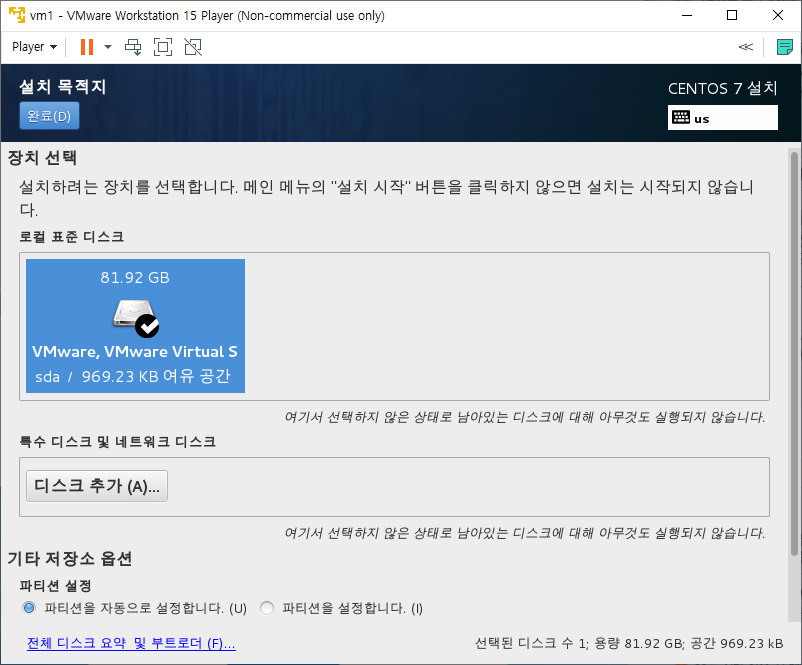 vm1 - VMware Workstation 15 Player (Non-commercial use only)
Player
설치 목적지
CENTOS 7 설치
완료(D)
us
장치 선택
설치하려는 장치를 선택합니다. 메인 메뉴의 "설치 시작" 버튼을 클릭하지 않으면 설치는 시작되지 않습니
다.
로컬 표준 디스크
81.92 GB
VMware, VMware Virtual S
sda / 969.23 KB 여유 공간
여기서 선택하지 않은 상태로 남아있는 디스크에 대해 아무것도 실행되지 않습니다.
특수 디스크 및 네트워크 디스크
디스크 추가 (A)...
여기서 선택하지 않은 상태로 남아있는 디스크에 대해 아무것도 실행되지 않습니다.
기타 저장소 옵션
파티션 설정
파티션을 자동으로 설정합니다. (U) 파티션을 설정합니다. (I)
전체 디스크 요약 및 부트로더 (F)...
선택된 디스크 수 1; 용량 81.92 GB; 공간 969.23 kB